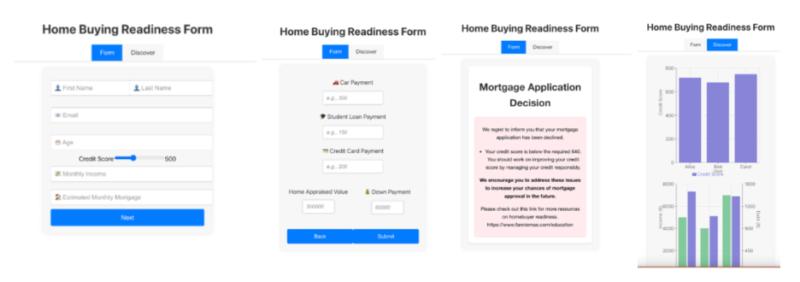 Home Buying Readiness Form
Form Discover
First Name Last Name
Email
Age
Credit Score 500
Monthly Income
Estimated Monthly Mortgage
Next
Home Buying Readiness Form
Form Discover
Car Payment
e.g., 300
Student Loan Payment
e.g., 150
Credit Card Payment
e.g., 200
Home Appraised Value Down Payment
Back Submit
Home Buying Readiness Form
Form Discover
Mortgage Application
Decision
We regret to inform you that your mortgage
application has been declined.
• Your credit score is below the required 640.
You should work on improving your credit
score by managing your credit responsibly.
We encourage you to address these issues
to increase your chances of mortgage
approval in the future.
Please check out this link for more resources
on homebuyer readiness.
https://www.fanniemae.com/education
Home Buying Readiness Form
Form Discover
800
600
400
200
0
Credit Score
Alice Bob Carol
User
Credit Score
8000
6000
4000
2000
Income ($)
1800
900
450
Debt ($)